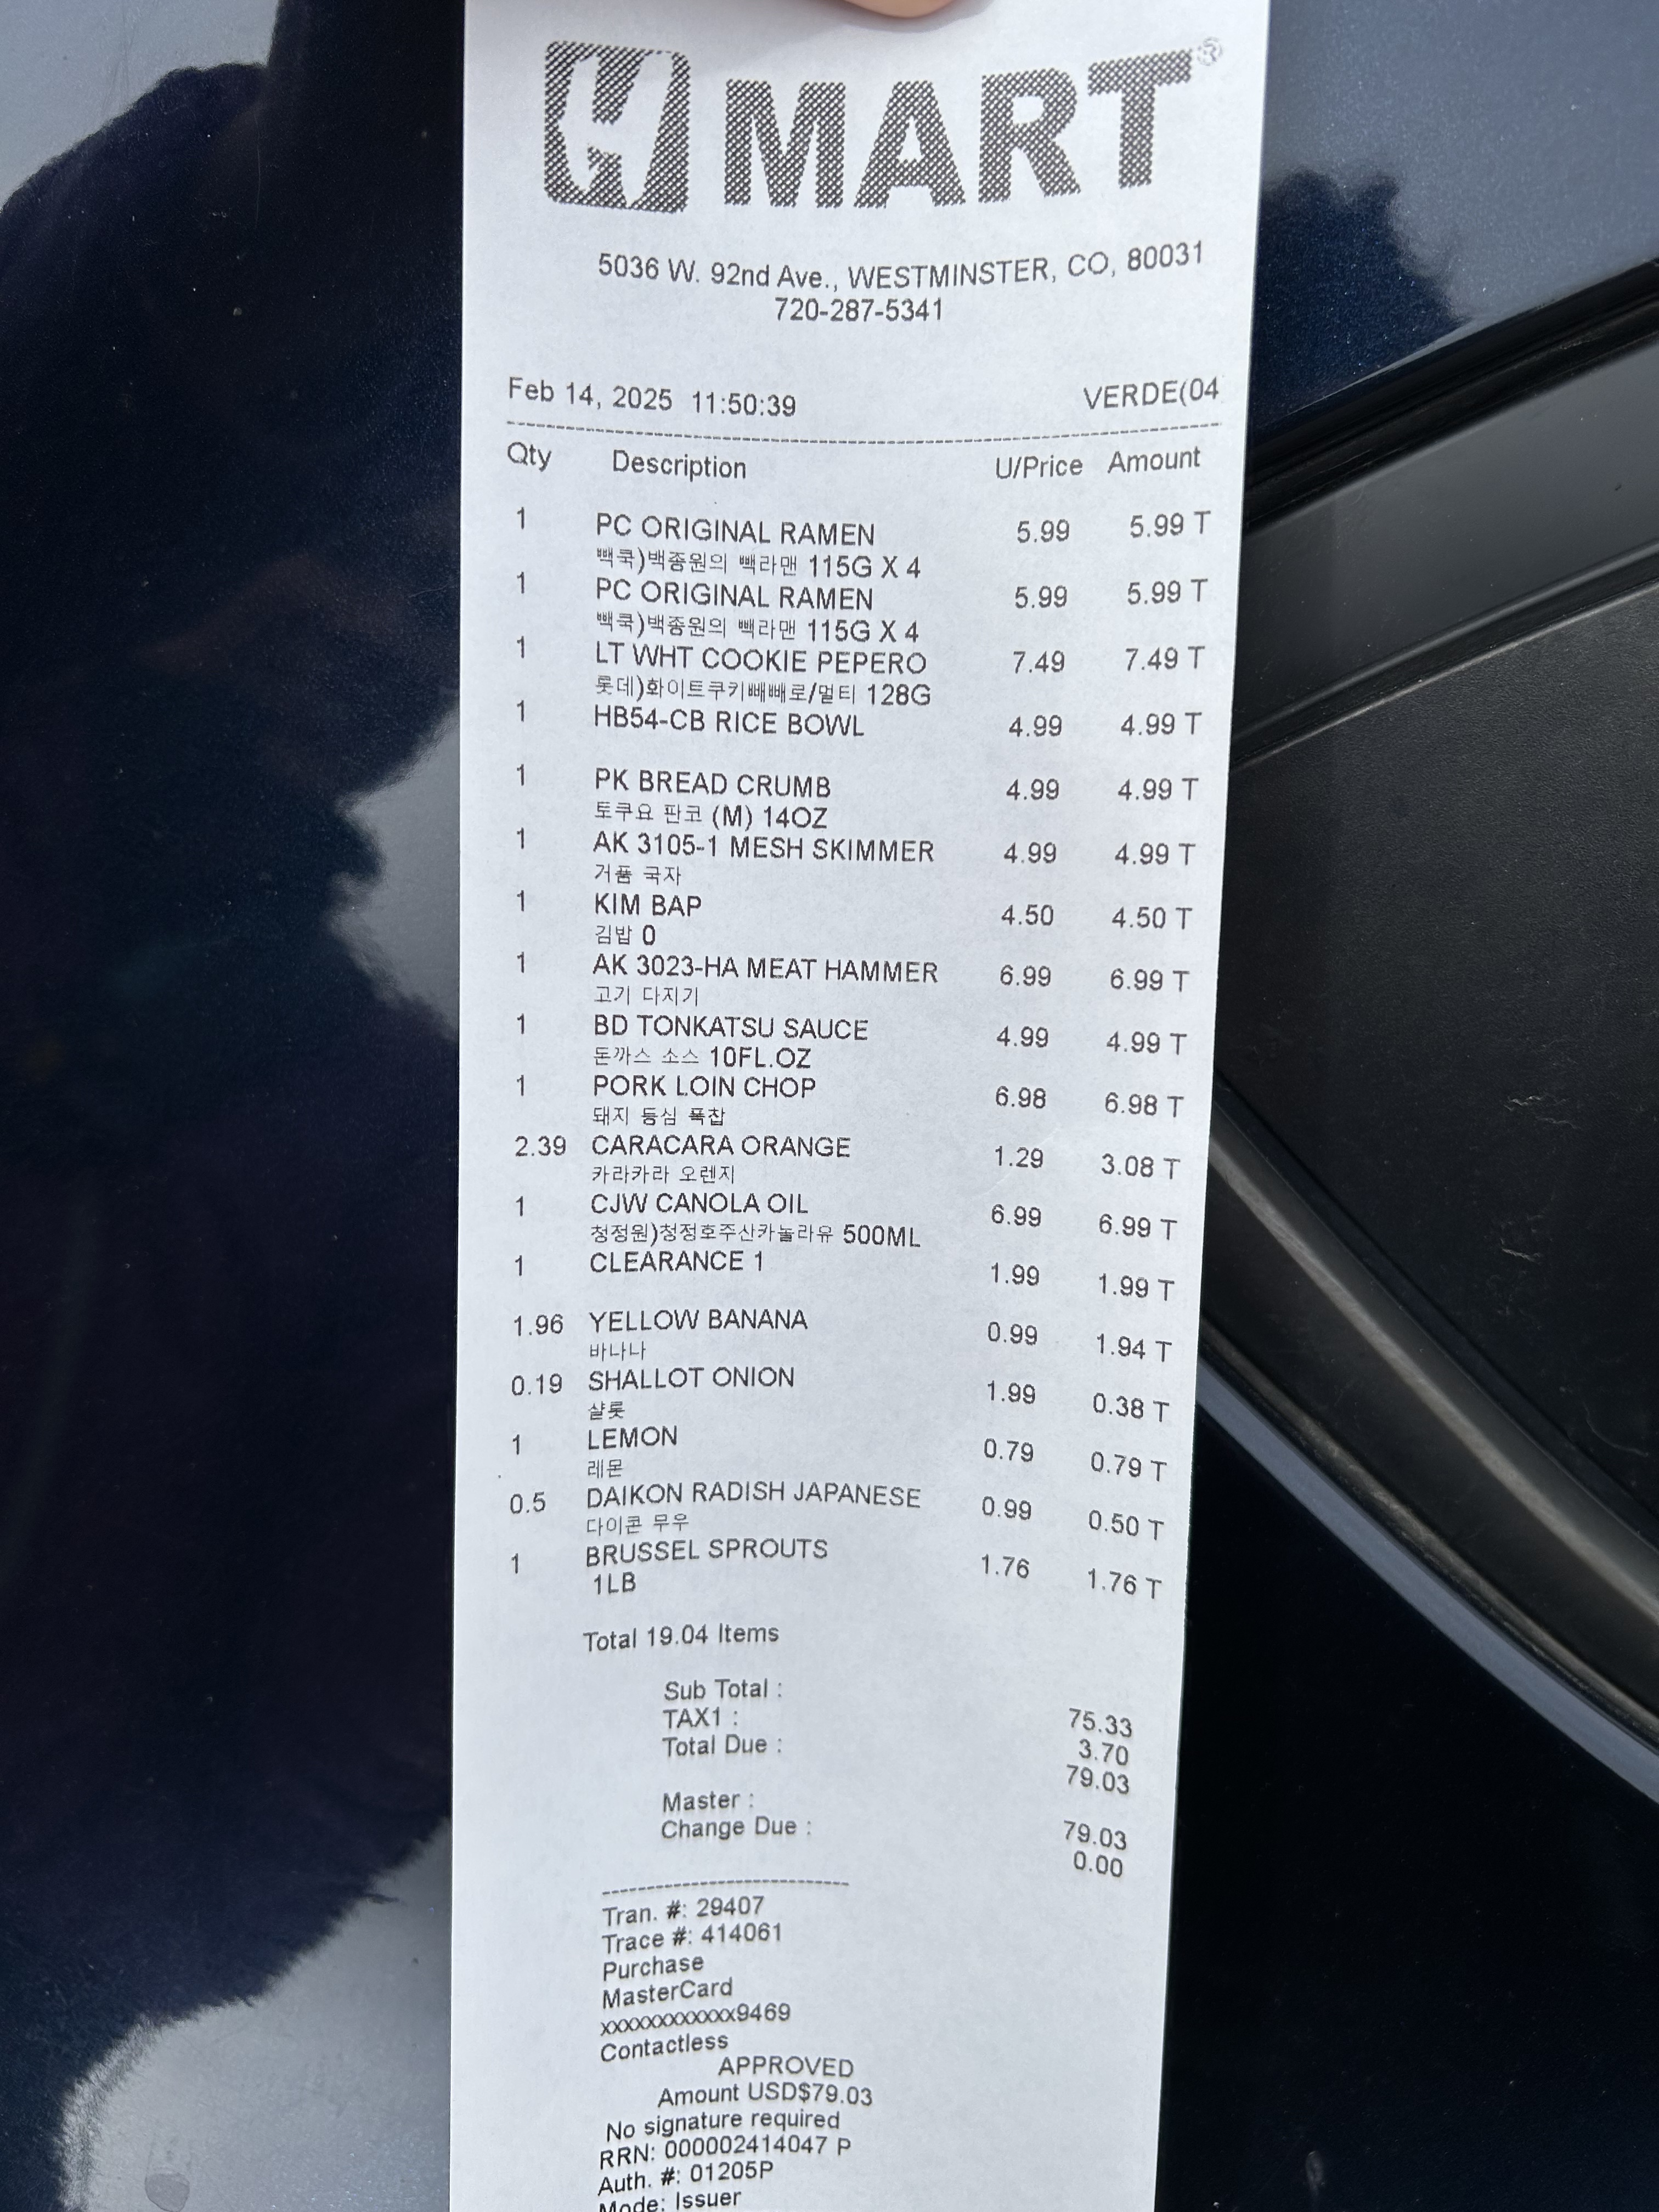 H MART®
5036 W. 92nd Ave., WESTMINSTER, CO, 80031
720-287-5341
Feb 14, 2025 11:50:39 VERDE(04
Qty Description U/Price Amount
1 PC ORIGINAL RAMEN 5.99 5.99 T
빽쿡)백종원의 빽라맨 115G X 4
1 PC ORIGINAL RAMEN 5.99 5.99 T
빽쿡)백종원의 빽라맨 115G X 4
1 LT WHT COOKIE PEPERO 7.49 7.49 T
롯데)화이트쿠키빼빼로/멀티 128G
1 HB54-CB RICE BOWL 4.99 4.99 T
1 PK BREAD CRUMB 4.99 4.99 T
토쿠요 판코 (M) 14OZ
1 AK 3105-1 MESH SKIMMER 4.99 4.99 T
거품 국자
1 KIM BAP 4.50 4.50 T
김밥 0
1 AK 3023-HA MEAT HAMMER 6.99 6.99 T
고기 다지기
1 BD TONKATSU SAUCE 4.99 4.99 T
돈까스 소스 10FL.OZ
1 PORK LOIN CHOP 6.98 6.98 T
돼지 등심 폭찹
2.39 CARACARA ORANGE 1.29 3.08 T
카라카라 오렌지
1 CJW CANOLA OIL 6.99 6.99 T
청정원)청정호주산카놀라유 500ML
1 CLEARANCE 1 1.99 1.99 T
1.96 YELLOW BANANA 0.99 1.94 T
바나나
0.19 SHALLOT ONION 1.99 0.38 T
샬롯
1 LEMON 0.79 0.79 T
레몬
0.5 DAIKON RADISH JAPANESE 0.99 0.50 T
다이콘 무우
1 BRUSSEL SPROUTS 1.76 1.76 T
1LB
Total 19.04 Items
Sub Total : 75.33
TAX1 : 3.70
Total Due : 79.03
Master : 79.03
Change Due : 0.00
Tran. #: 29407
Trace #: 414061
Purchase
MasterCard
xxxxxxxxxxxx9469
Contactless
APPROVED
Amount USD$79.03
No signature required
RRN: 000002414047 P
Auth. #: 01205P
Mode: Issuer